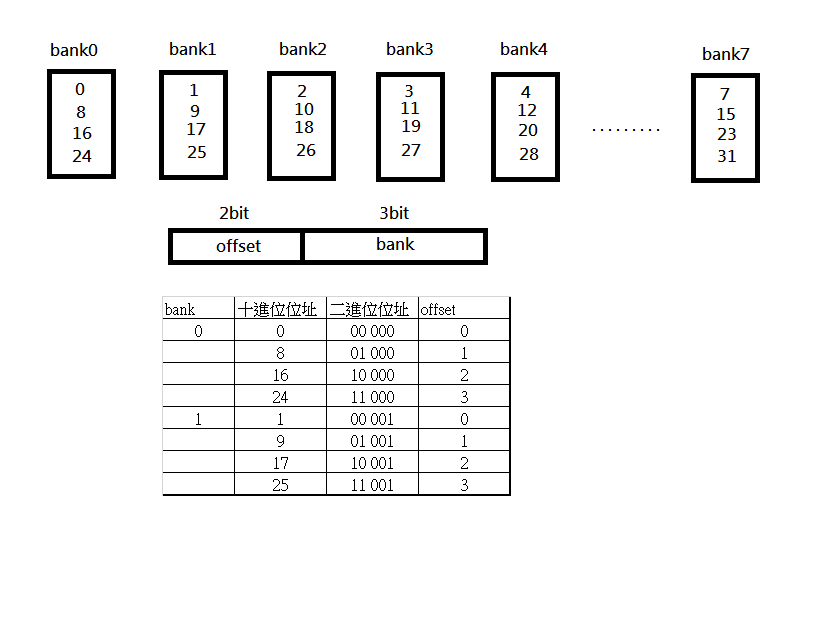 bank0 bank1 bank2 bank3 bank4 bank7
0 1 2 3 4 7
8 9 10 11 12 15
16 17 18 19 20 23
24 25 26 27 28 31
.........
2bit 3bit
offset bank
bank 十進位位址 二進位位址 offset
0 0 00 000 0
8 01 000 1
16 10 000 2
24 11 000 3
1 1 00 001 0
9 01 001 1
17 10 001 2
25 11 001 3